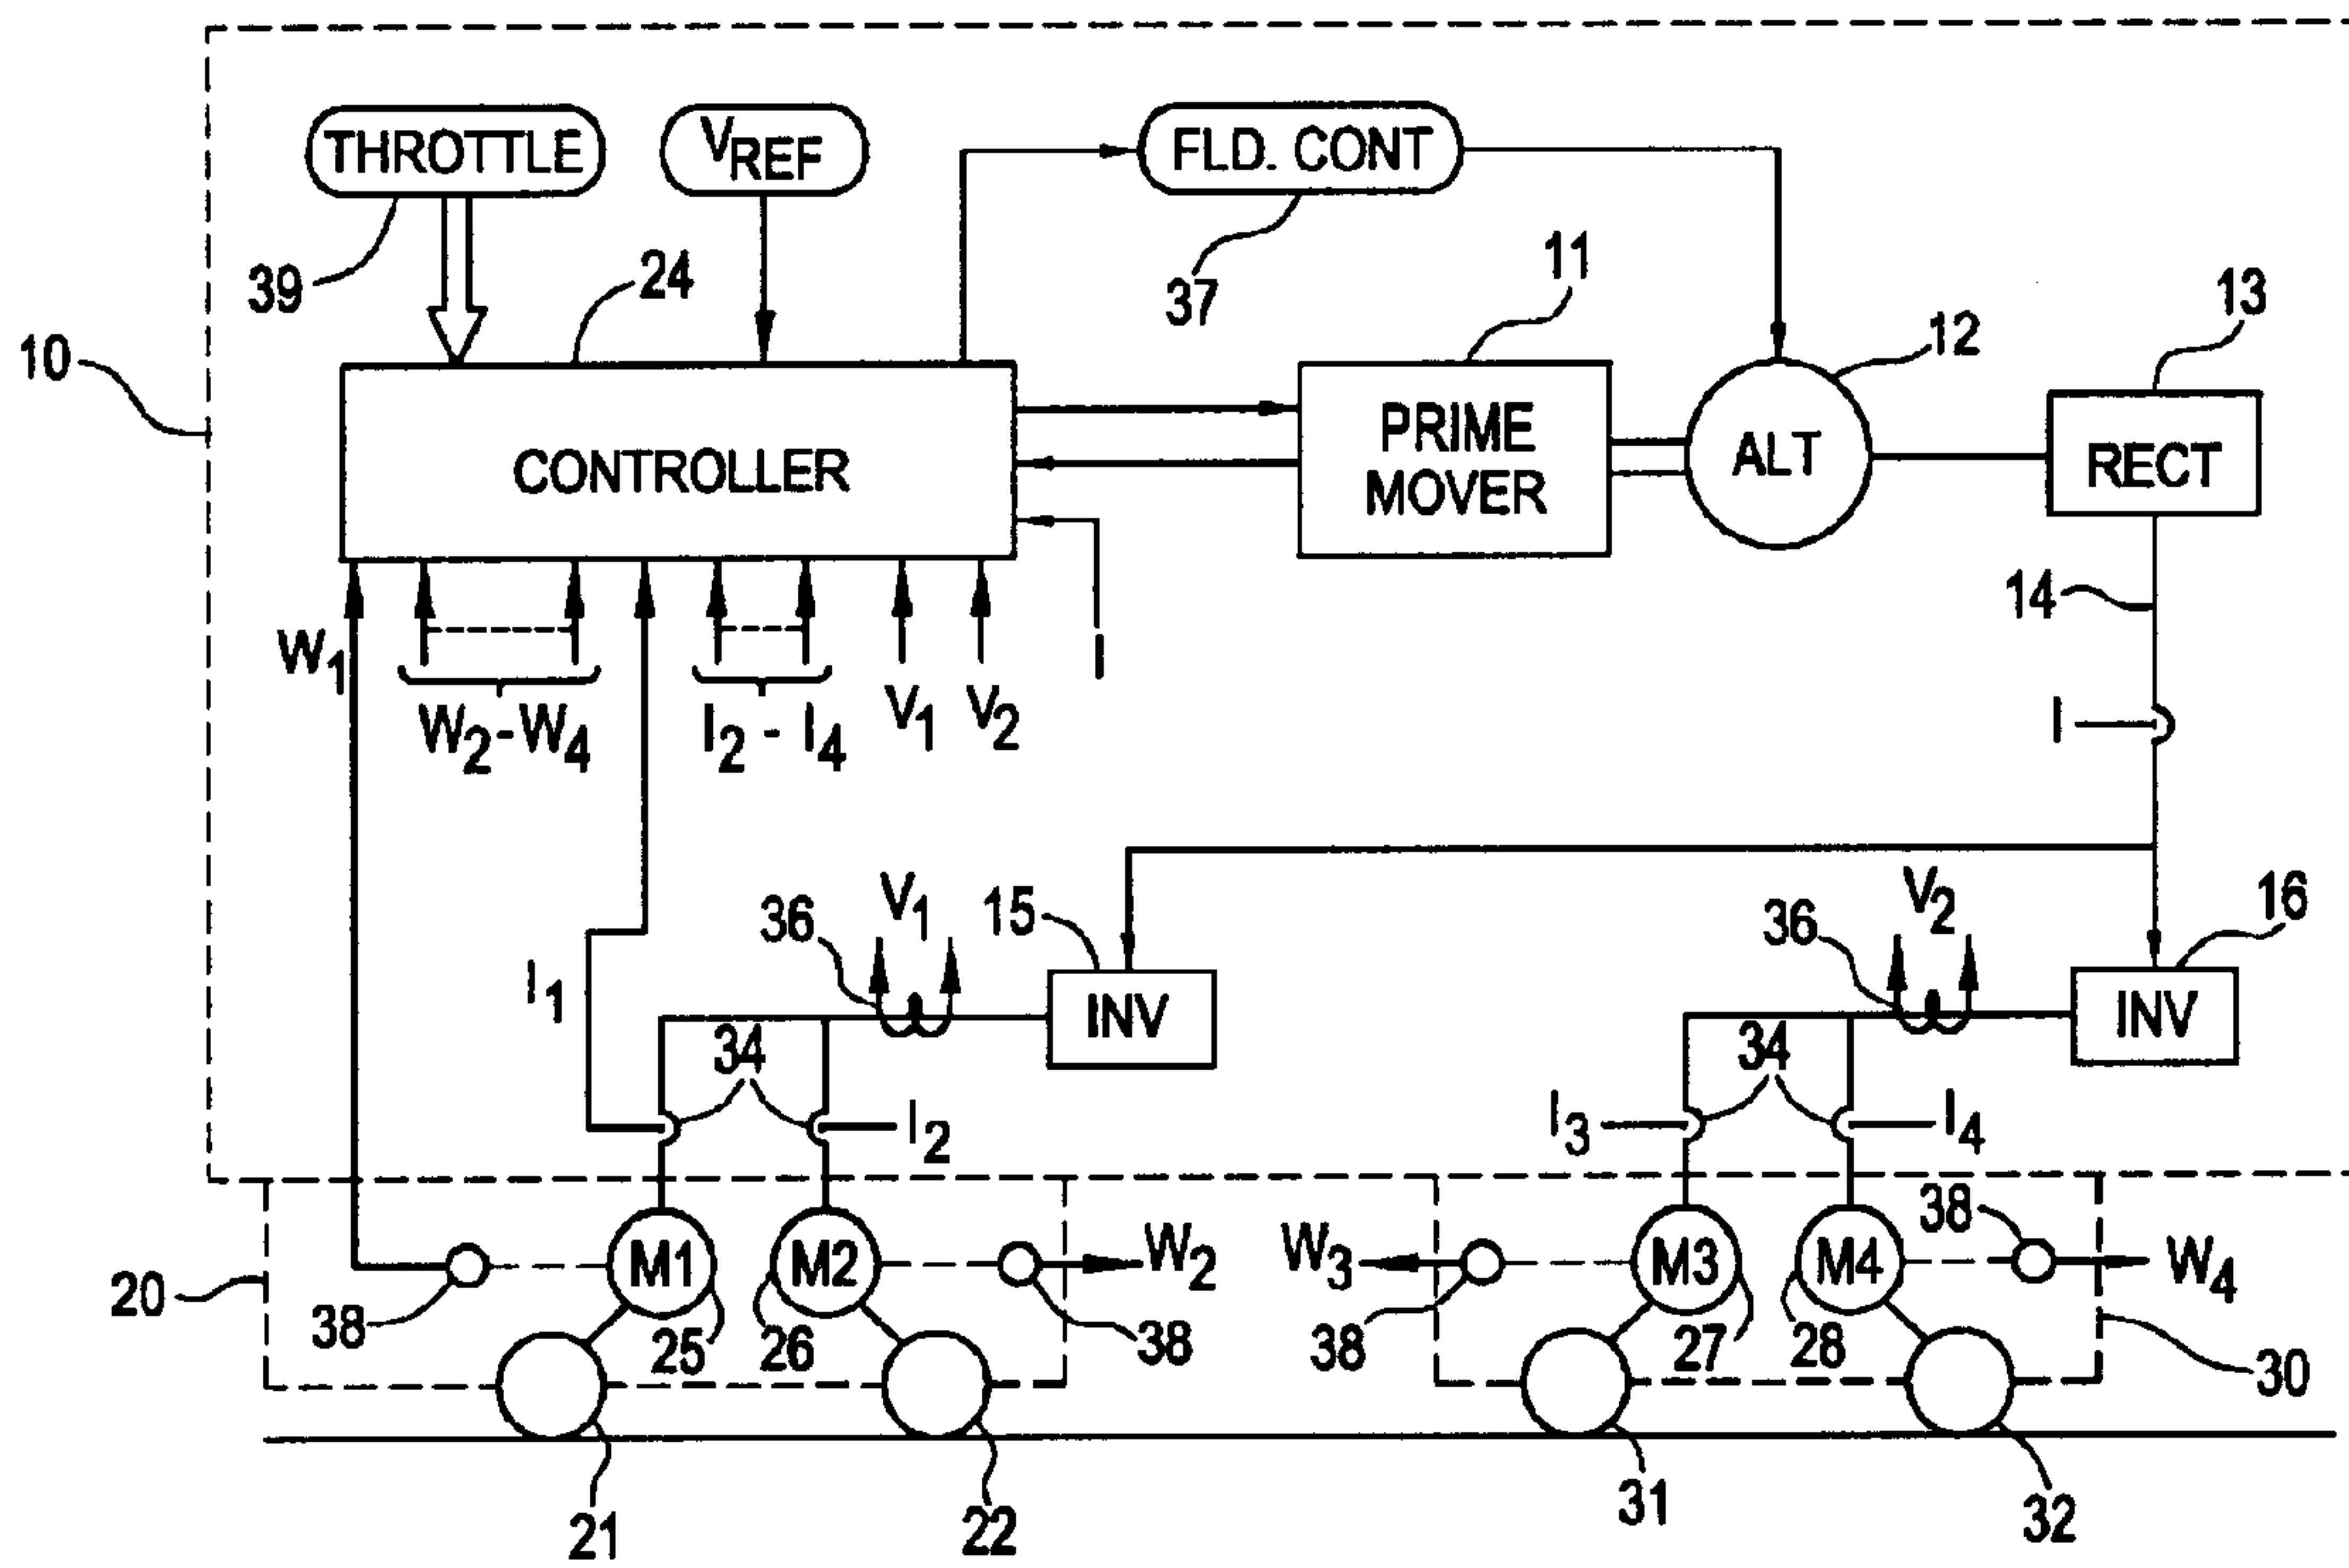 THROTTLE
V REF
FLD. CONT
39
24
37
11
12
13
10
CONTROLLER
PRIME
MOVER
ALT
RECT
14
W1
W2-W4
I2 - I4
V1
V2
I
I
V1
36
15
V2
36
16
I1
INV
INV
34
34
I2
I3
I4
38
M1
M2
W2
W3
M3
M4
W4
20
38
25
26
38
38
27
28
30
21
22
31
32